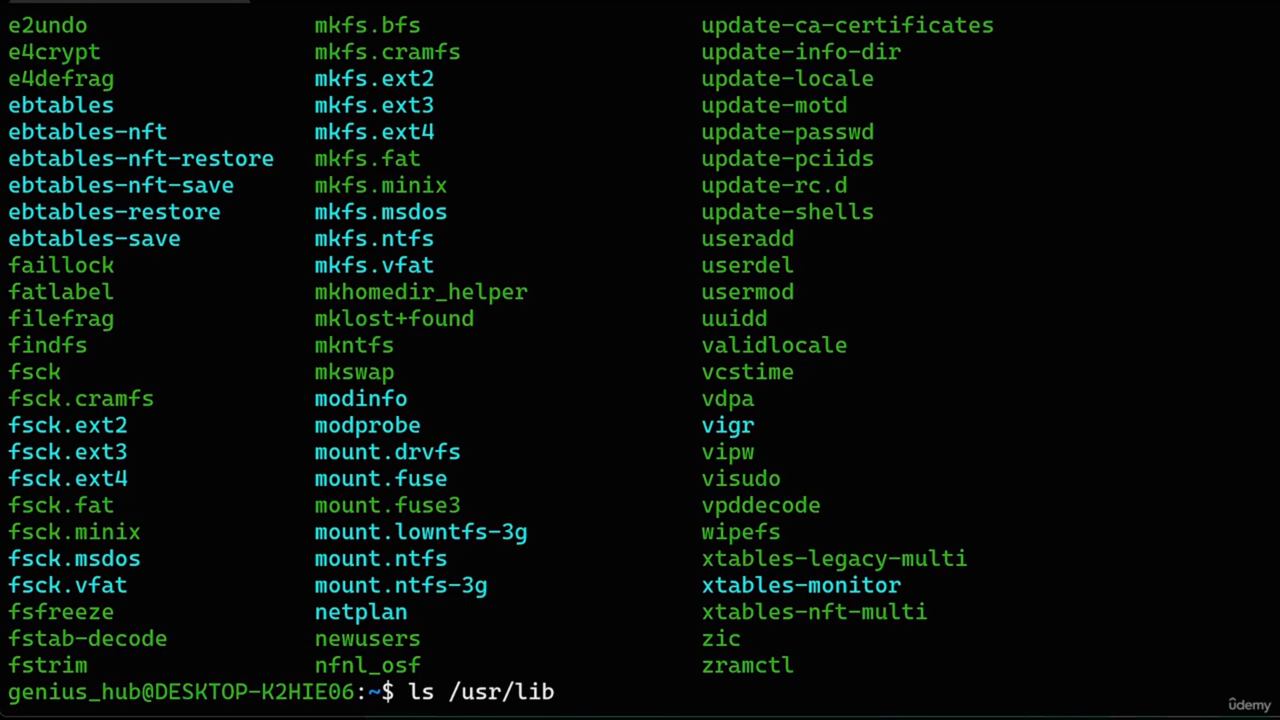 e2undo mkfs.bfs update-ca-certificates
e4crypt mkfs.cramfs update-info-dir
e4defrag mkfs.ext2 update-locale
ebtables mkfs.ext3 update-motd
ebtables-nft mkfs.ext4 update-passwd
ebtables-nft-restore mkfs.fat update-pciids
ebtables-nft-save mkfs.minix update-rc.d
ebtables-restore mkfs.msdos update-shells
ebtables-save mkfs.ntfs useradd
faillock mkfs.vfat userdel
fatlabel mkhomedir_helper usermod
filefrag mklost+found uuidd
findfs mkntfs validlocale
fsck mkswap vcstime
fsck.cramfs modinfo vdpa
fsck.ext2 modprobe vigr
fsck.ext3 mount.drvfs vipw
fsck.ext4 mount.fuse visudo
fsck.fat mount.fuse3 vpddecode
fsck.minix mount.lowntfs-3g wipefs
fsck.msdos mount.ntfs xtables-legacy-multi
fsck.vfat mount.ntfs-3g xtables-monitor
fsfreeze netplan xtables-nft-multi
fstab-decode newusers zic
fstrim nfnl_osf zramctl
genius_hub@DESKTOP-K2HIE06:~$ ls /usr/lib
ûdemy